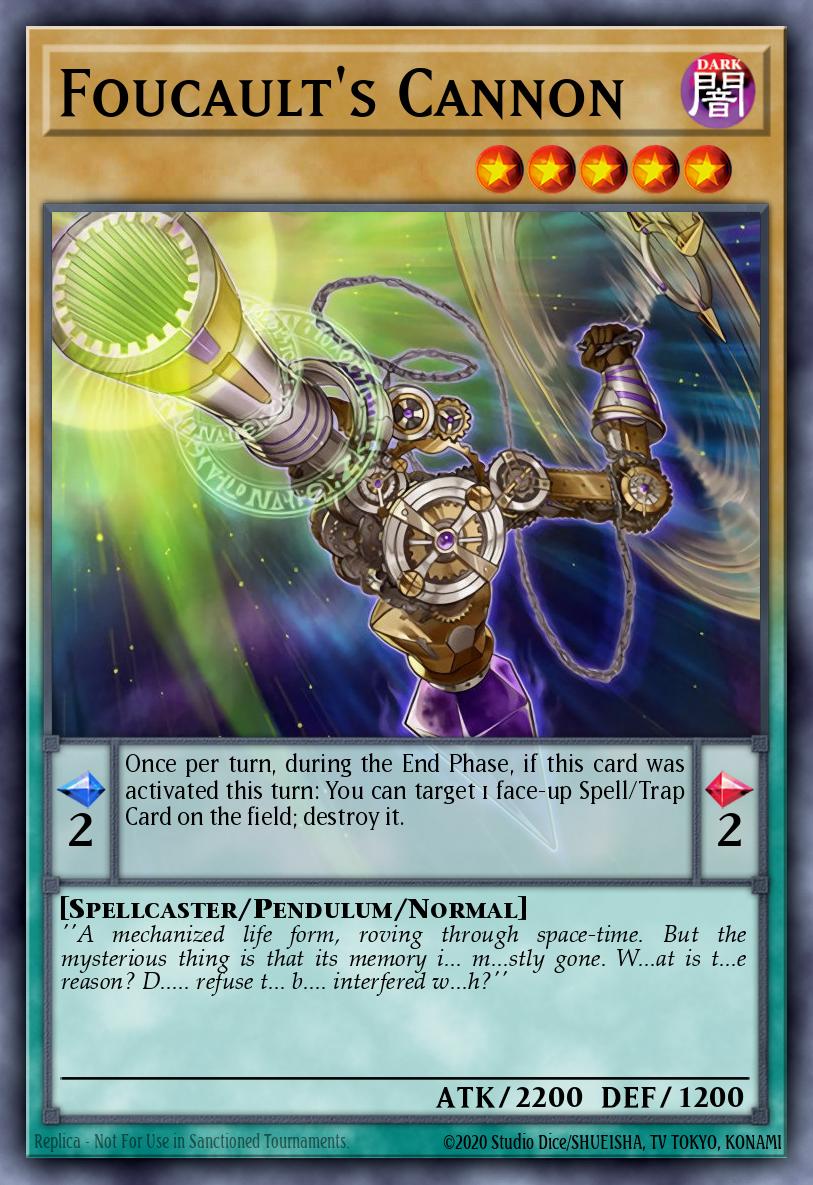 Foucault's Cannon
DARK
闇
Once per turn, during the End Phase, if this card was
activated this turn: You can target 1 face-up Spell/Trap
Card on the field; destroy it.
2
2
[Spellcaster/Pendulum/Normal]
''A mechanized life form, roving through space-time. But the
mysterious thing is that its memory i... m...stly gone. W...at is t...e
reason? D..... refuse t... b.... interfered w...h?''
ATK/2200 DEF/1200
Replica - Not For Use in Sanctioned Tournaments.
©2020 Studio Dice/SHUEISHA, TV TOKYO, KONAMI